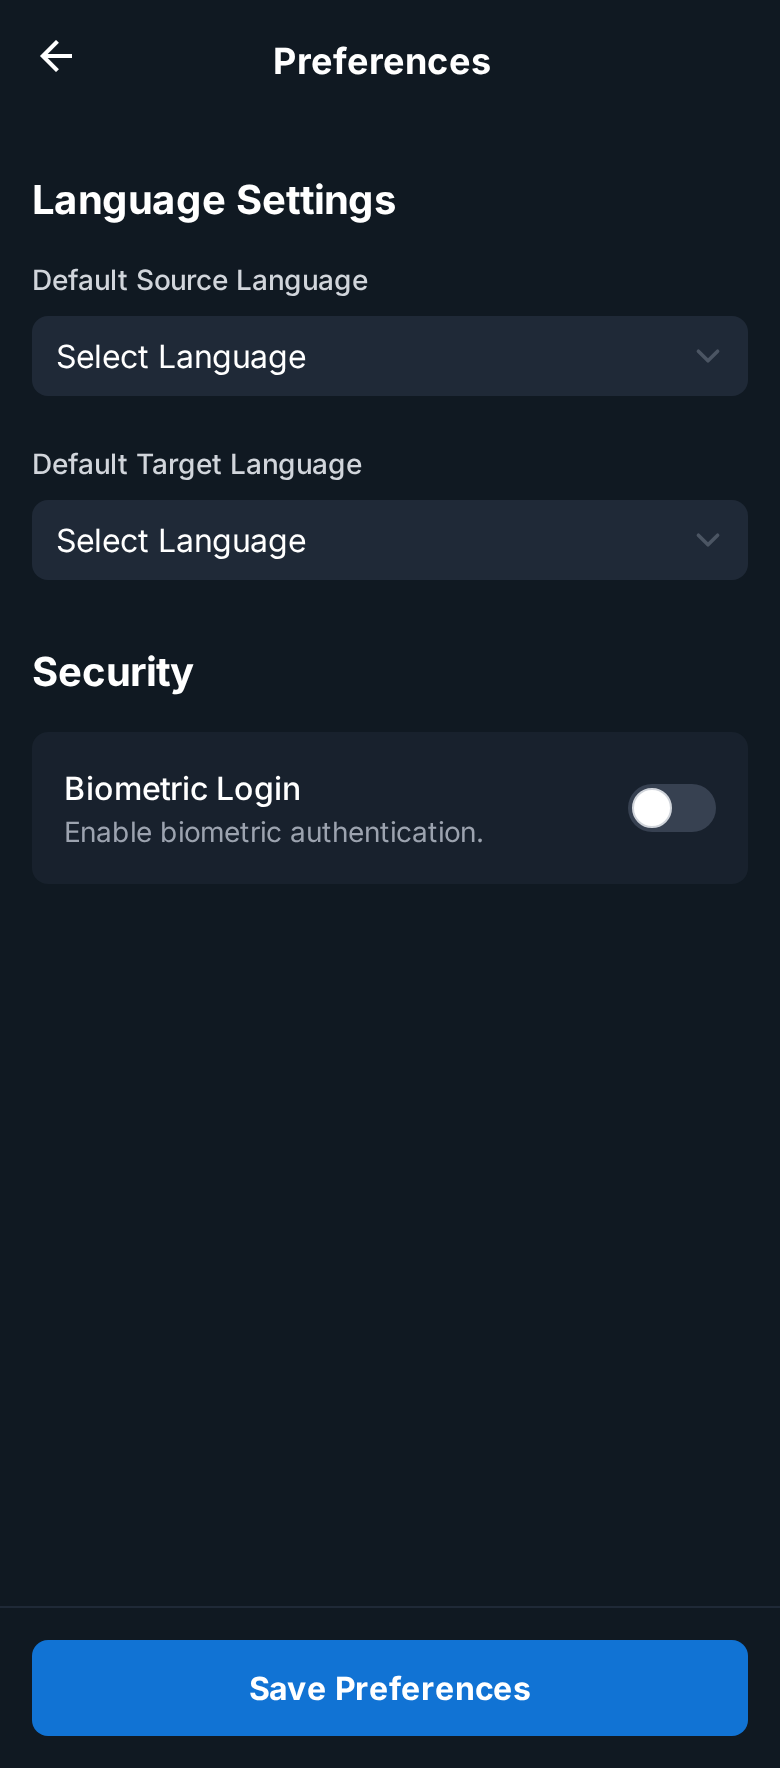 Preferences
Language Settings
Default Source Language
Select Language
Default Target Language
Select Language
Security
Biometric Login
Enable biometric authentication.
Save Preferences